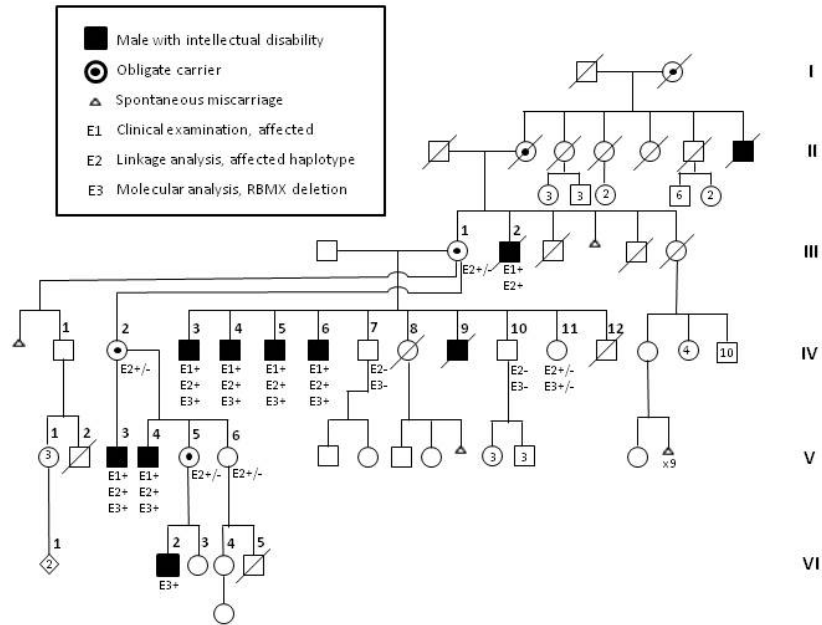 Male with intellectual disability
Obligate carrier
Spontaneous miscarriage
E1 Clinical examination, affected
E2 Linkage analysis, affected haplotype
E3 Molecular analysis, RBMX deletion
I
II
3 3 2 6 2
1 2
III
E2+/- E1+
E2+
1 2 3 4 5 6 7 8 9 10 11 12
4 10
IV
E2+/- E1+ E1+ E1+ E1+ E2- E2- E2+/-
E2+ E2+ E2+ E2+ E3- E3- E3+/-
E3+ E3+ E3+ E3+
1 2 3 4 5 6
3 3 3
V
E1+ E1+ E2+/- E2+/- x9
E2+ E2+
E3+ E3+
1 2 3 4 5
2
VI
E3+